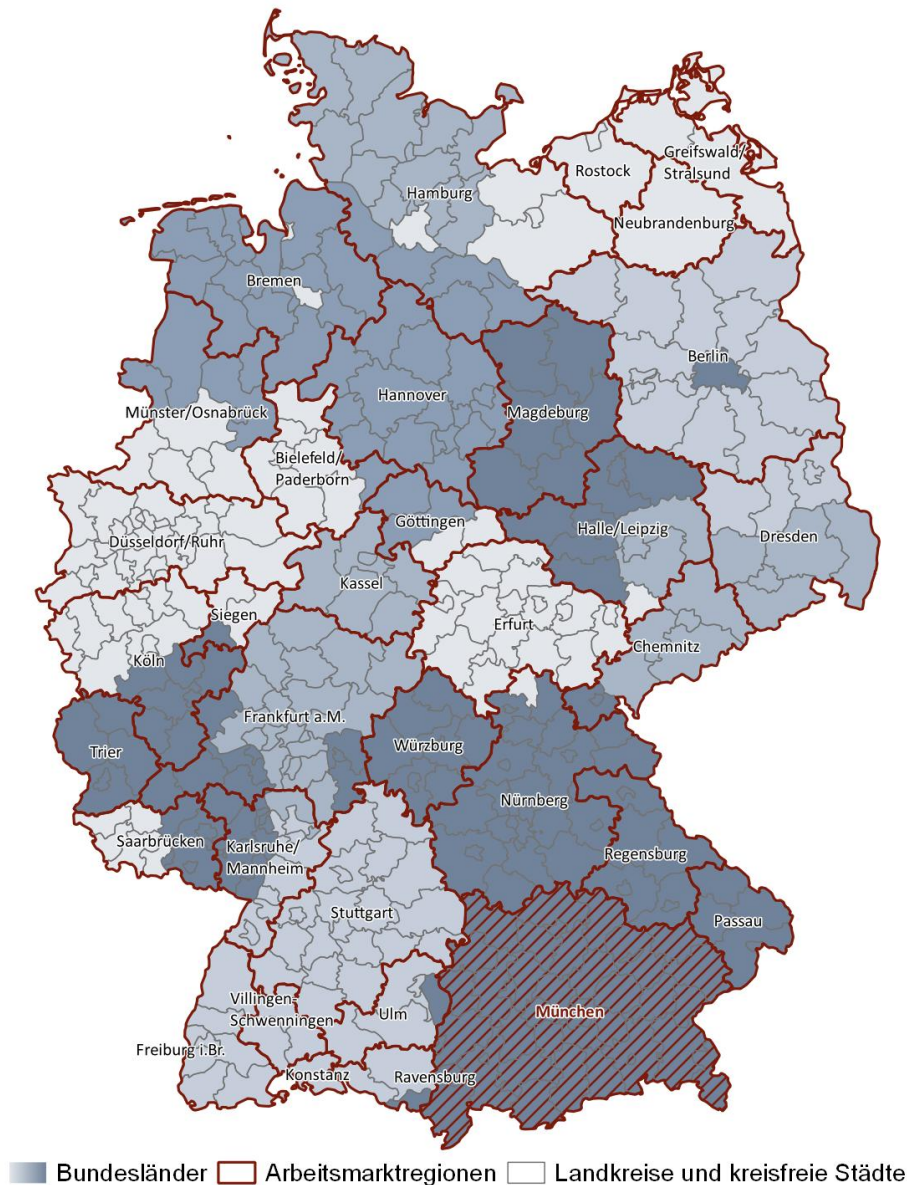 Hamburg
Rostock
Greifswald/
Stralsund
Neubrandenburg
Bremen
Berlin
Hannover
Magdeburg
Münster/Osnabrück
Bielefeld/
Paderborn
Göttingen
Halle/Leipzig
Dresden
Düsseldorf/Ruhr
Kassel
Siegen
Erfurt
Chemnitz
Köln
Frankfurt a.M.
Trier
Würzburg
Nürnberg
Saarbrücken
Karlsruhe/
Mannheim
Regensburg
Stuttgart
Passau
Villingen-
Schwenningen
Ulm
München
Freiburg i.Br.
Konstanz
Ravensburg
Bundesländer Arbeitsmarktregionen Landkreise und kreisfreie Städte